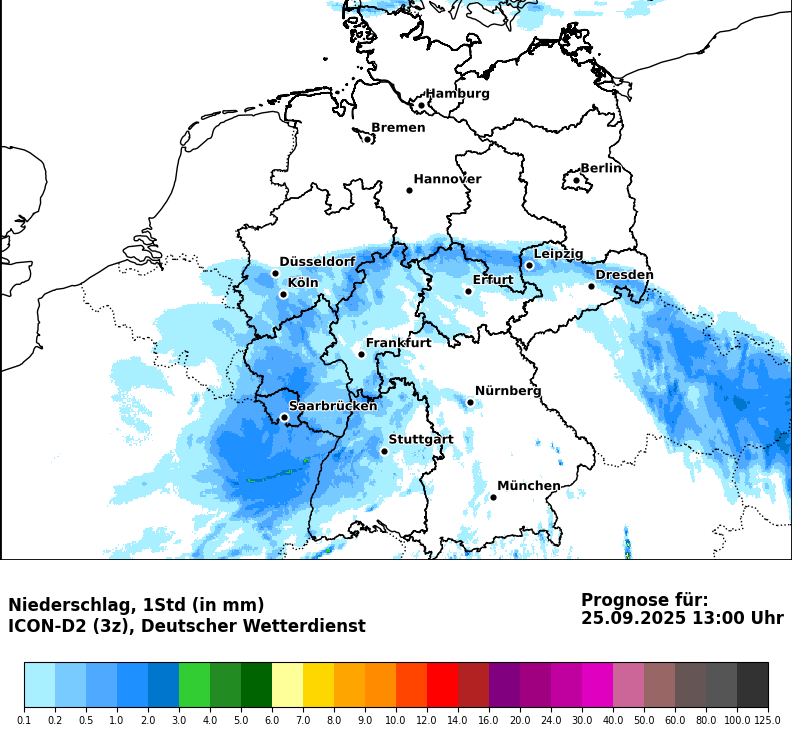 Hamburg
Bremen
Berlin
Hannover
Leipzig
Düsseldorf
Dresden
Köln
Erfurt
Frankfurt
Nürnberg
Saarbrücken
Stuttgart
München
Niederschlag, 1Std (in mm)
ICON-D2 (3z), Deutscher Wetterdienst
Prognose für:
25.09.2025 13:00 Uhr
0.1 0.2 0.5 1.0 2.0 3.0 4.0 5.0 6.0 7.0 8.0 9.0 10.0 12.0 14.0 16.0 20.0 24.0 30.0 40.0 50.0 60.0 80.0 100.0 125.0